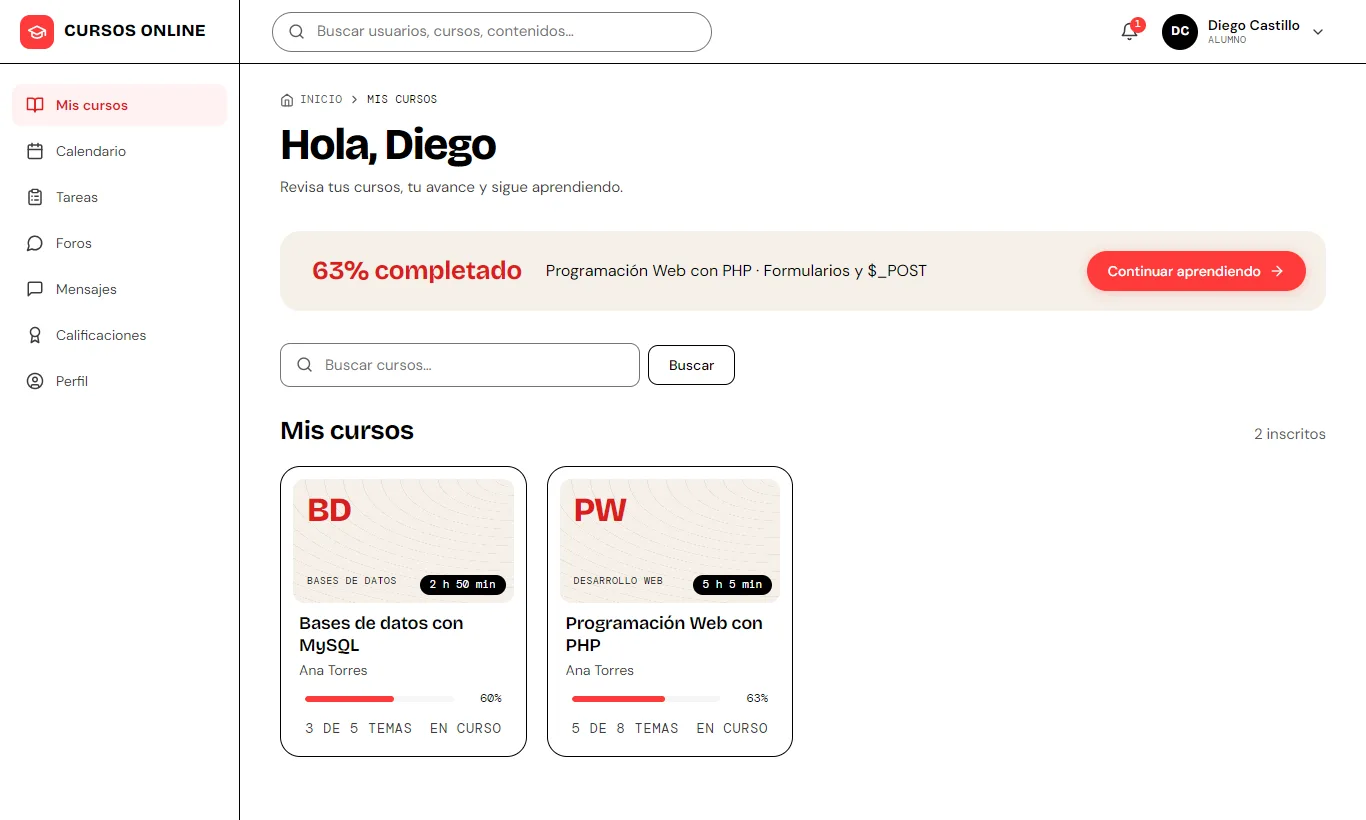 CURSOS ONLINE
Buscar usuarios, cursos, contenidos...
1
DC
Diego Castillo
ALUMNO
Mis cursos
Calendario
Tareas
Foros
Mensajes
Calificaciones
Perfil
INICIO > MIS CURSOS
Hola, Diego
Revisa tus cursos, tu avance y sigue aprendiendo.
63% completado
Programación Web con PHP · Formularios y $_POST
Continuar aprendiendo →
Buscar cursos...
Buscar
Mis cursos
2 inscritos
BD
BASES DE DATOS
2 h 50 min
Bases de datos con
MySQL
Ana Torres
60%
3 DE 5 TEMAS EN CURSO
PW
DESARROLLO WEB
5 h 5 min
Programación Web con
PHP
Ana Torres
63%
5 DE 8 TEMAS EN CURSO